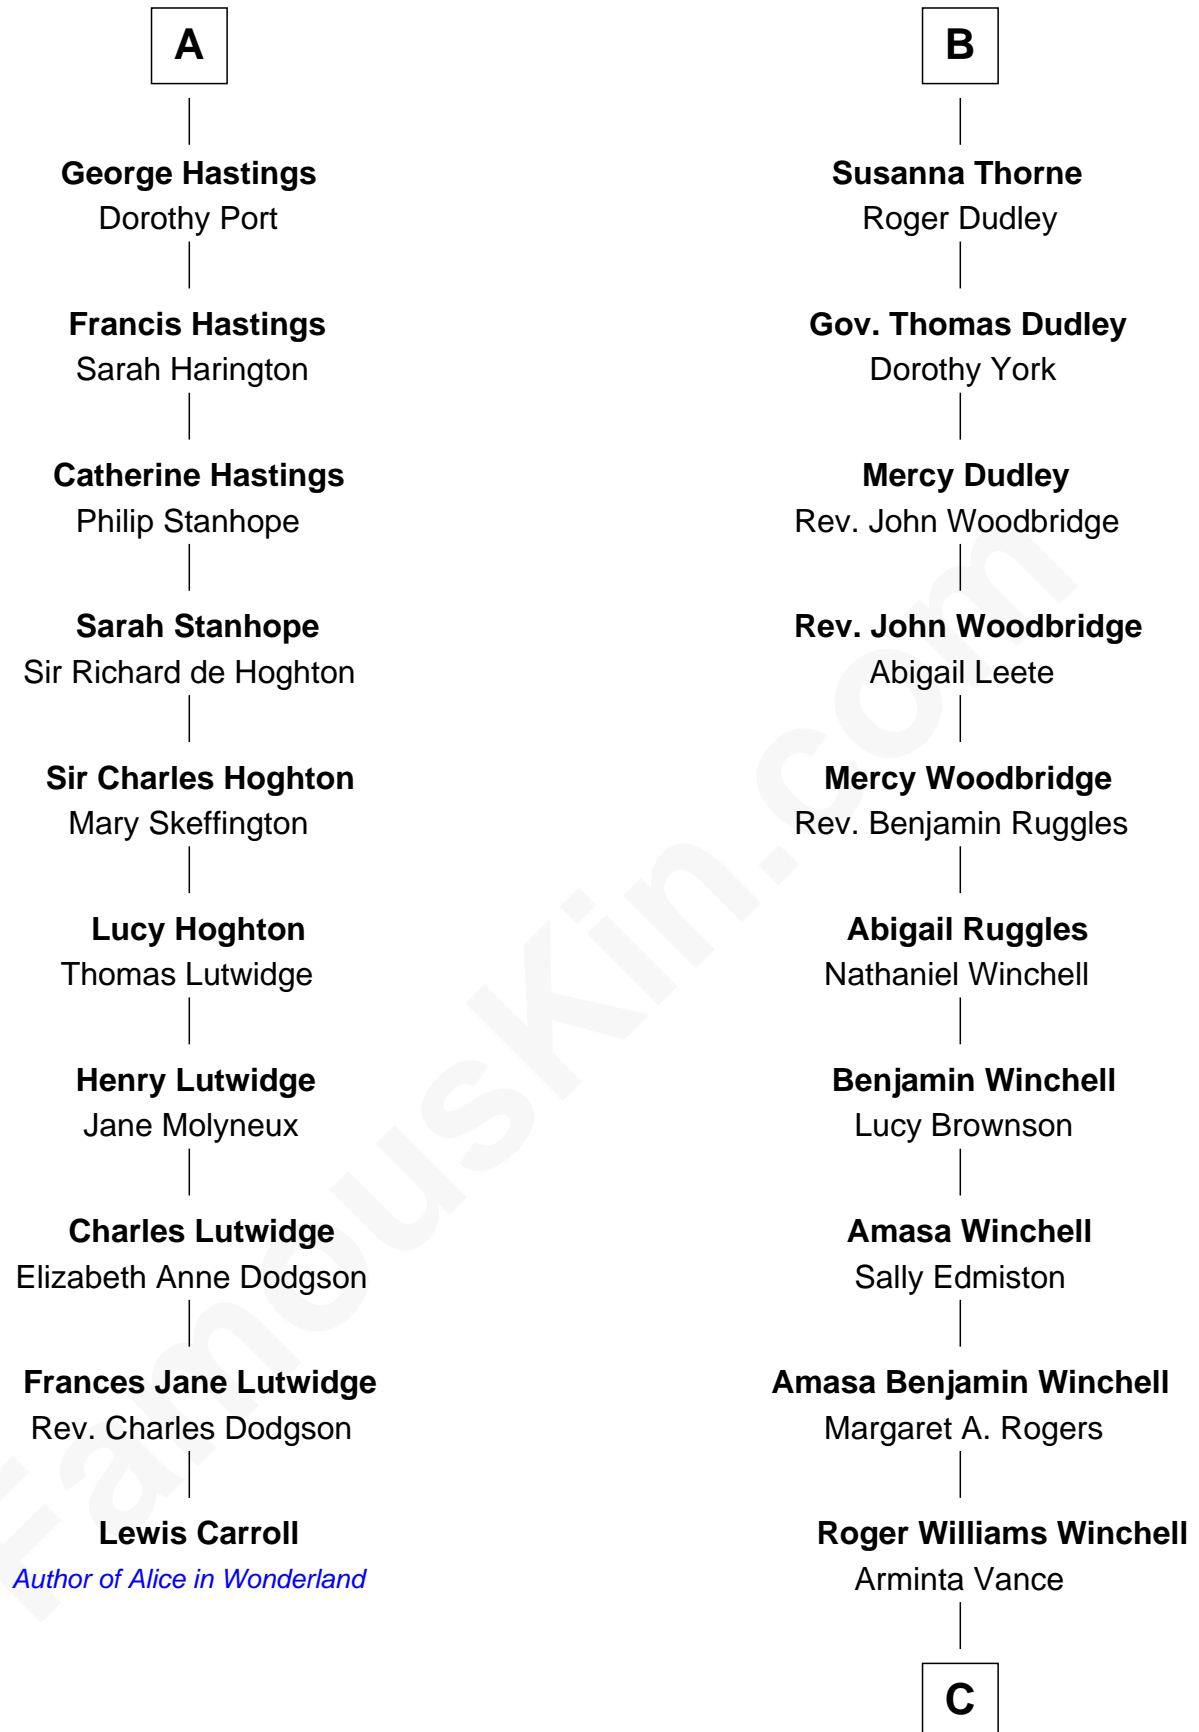 A
George Hastings
Dorothy Port
Francis Hastings
Sarah Harington
Catherine Hastings
Philip Stanhope
Sarah Stanhope
Sir Richard de Hoghton
Sir Charles Hoghton
Mary Skeffington
Lucy Hoghton
Thomas Lutwidge
Henry Lutwidge
Jane Molyneux
Charles Lutwidge
Elizabeth Anne Dodgson
Frances Jane Lutwidge
Rev. Charles Dodgson
Lewis Carroll
Author of Alice in Wonderland
B
Susanna Thorne
Roger Dudley
Gov. Thomas Dudley
Dorothy York
Mercy Dudley
Rev. John Woodbridge
Rev. John Woodbridge
Abigail Leete
Mercy Woodbridge
Rev. Benjamin Ruggles
Abigail Ruggles
Nathaniel Winchell
Benjamin Winchell
Lucy Brownson
Amasa Winchell
Sally Edmiston
Amasa Benjamin Winchell
Margaret A. Rogers
Roger Williams Winchell
Arminta Vance
C
FamousKin.com